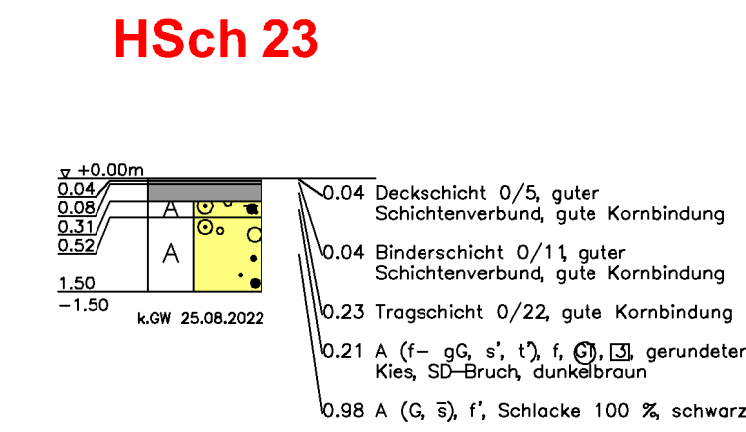 HSch 23
+0.00m
0.04
0.08
0.31
0.52
1.50
-1.50
A
A
k.GW 25.08.2022
0.04 Deckschicht 0/5, guter
Schichtenverbund, gute Kornbindung
0.04 Binderschicht 0/11, guter
Schichtenverbund, gute Kornbindung
0.23 Tragschicht 0/22, gute Kornbindung
0.21 A (f- gG, s', t'), f, GT, 3, gerundeter
Kies, SD-Bruch, dunkelbraun
0.98 A (G, s̅), f', Schlacke 100 %, schwarz